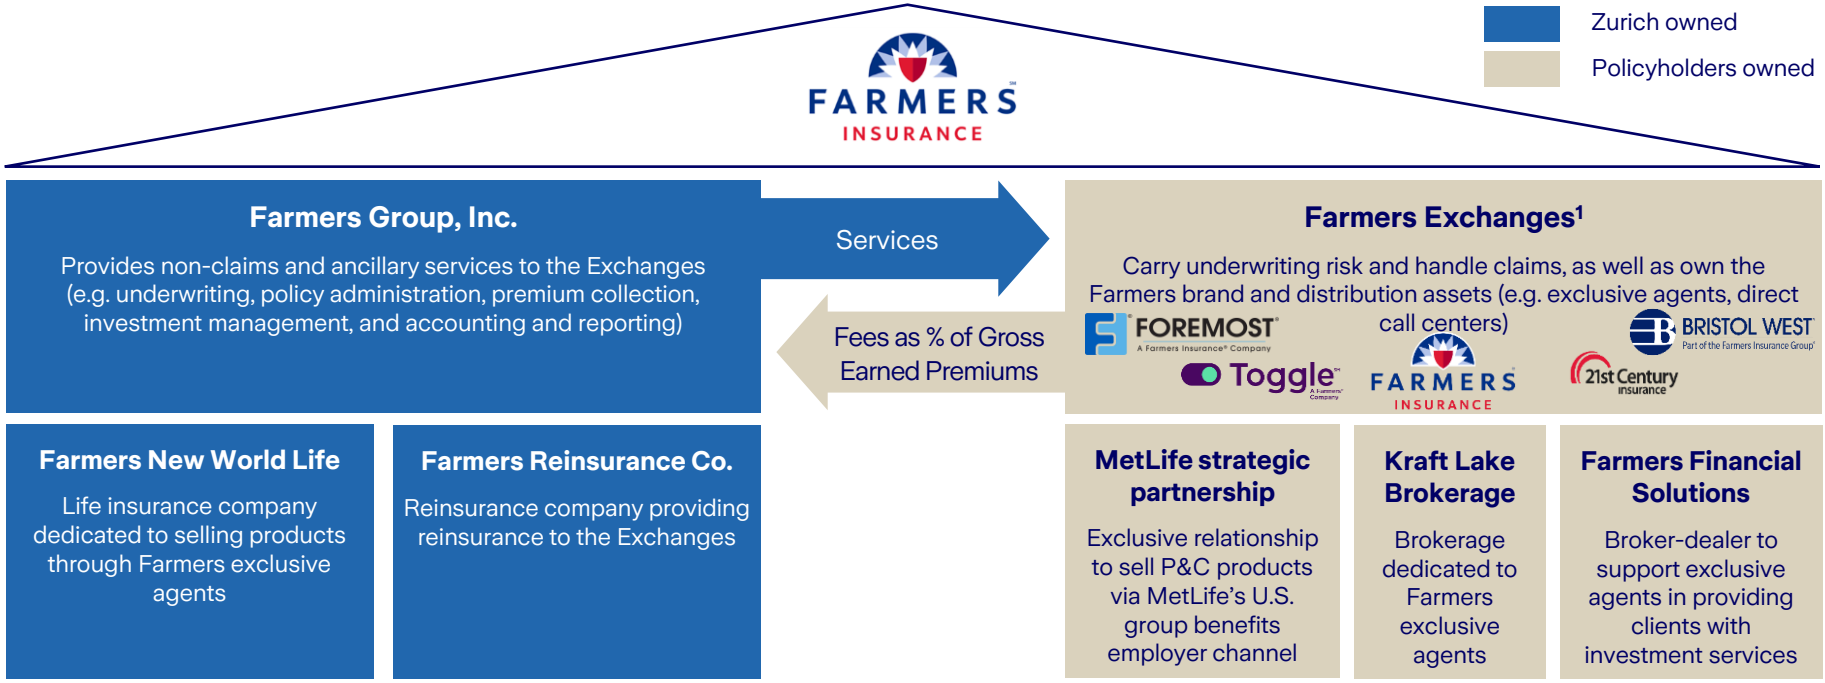 Zurich owned
Policyholders owned
FARMERS™
INSURANCE
Farmers Group, Inc.
Provides non-claims and ancillary services to the Exchanges
(e.g. underwriting, policy administration, premium collection,
investment management, and accounting and reporting)
Services
Fees as % of Gross
Earned Premiums
Farmers Exchanges¹
Carry underwriting risk and handle claims, as well as own the
Farmers brand and distribution assets (e.g. exclusive agents, direct
call centers)
FOREMOST®
A Farmers Insurance® Company
Toggle℠
A Farmers®
Company
FARMERS
INSURANCE
B
BRISTOL WEST®
Part of the Farmers Insurance Group®
21st Century
Insurance®
Farmers New World Life
Life insurance company
dedicated to selling products
through Farmers exclusive
agents
Farmers Reinsurance Co.
Reinsurance company providing
reinsurance to the Exchanges
MetLife strategic
partnership
Exclusive relationship
to sell P&C products
via MetLife's U.S.
group benefits
employer channel
Kraft Lake
Brokerage
Brokerage
dedicated to
Farmers
exclusive
agents
Farmers Financial
Solutions
Broker-dealer to
support exclusive
agents in providing
clients with
investment services